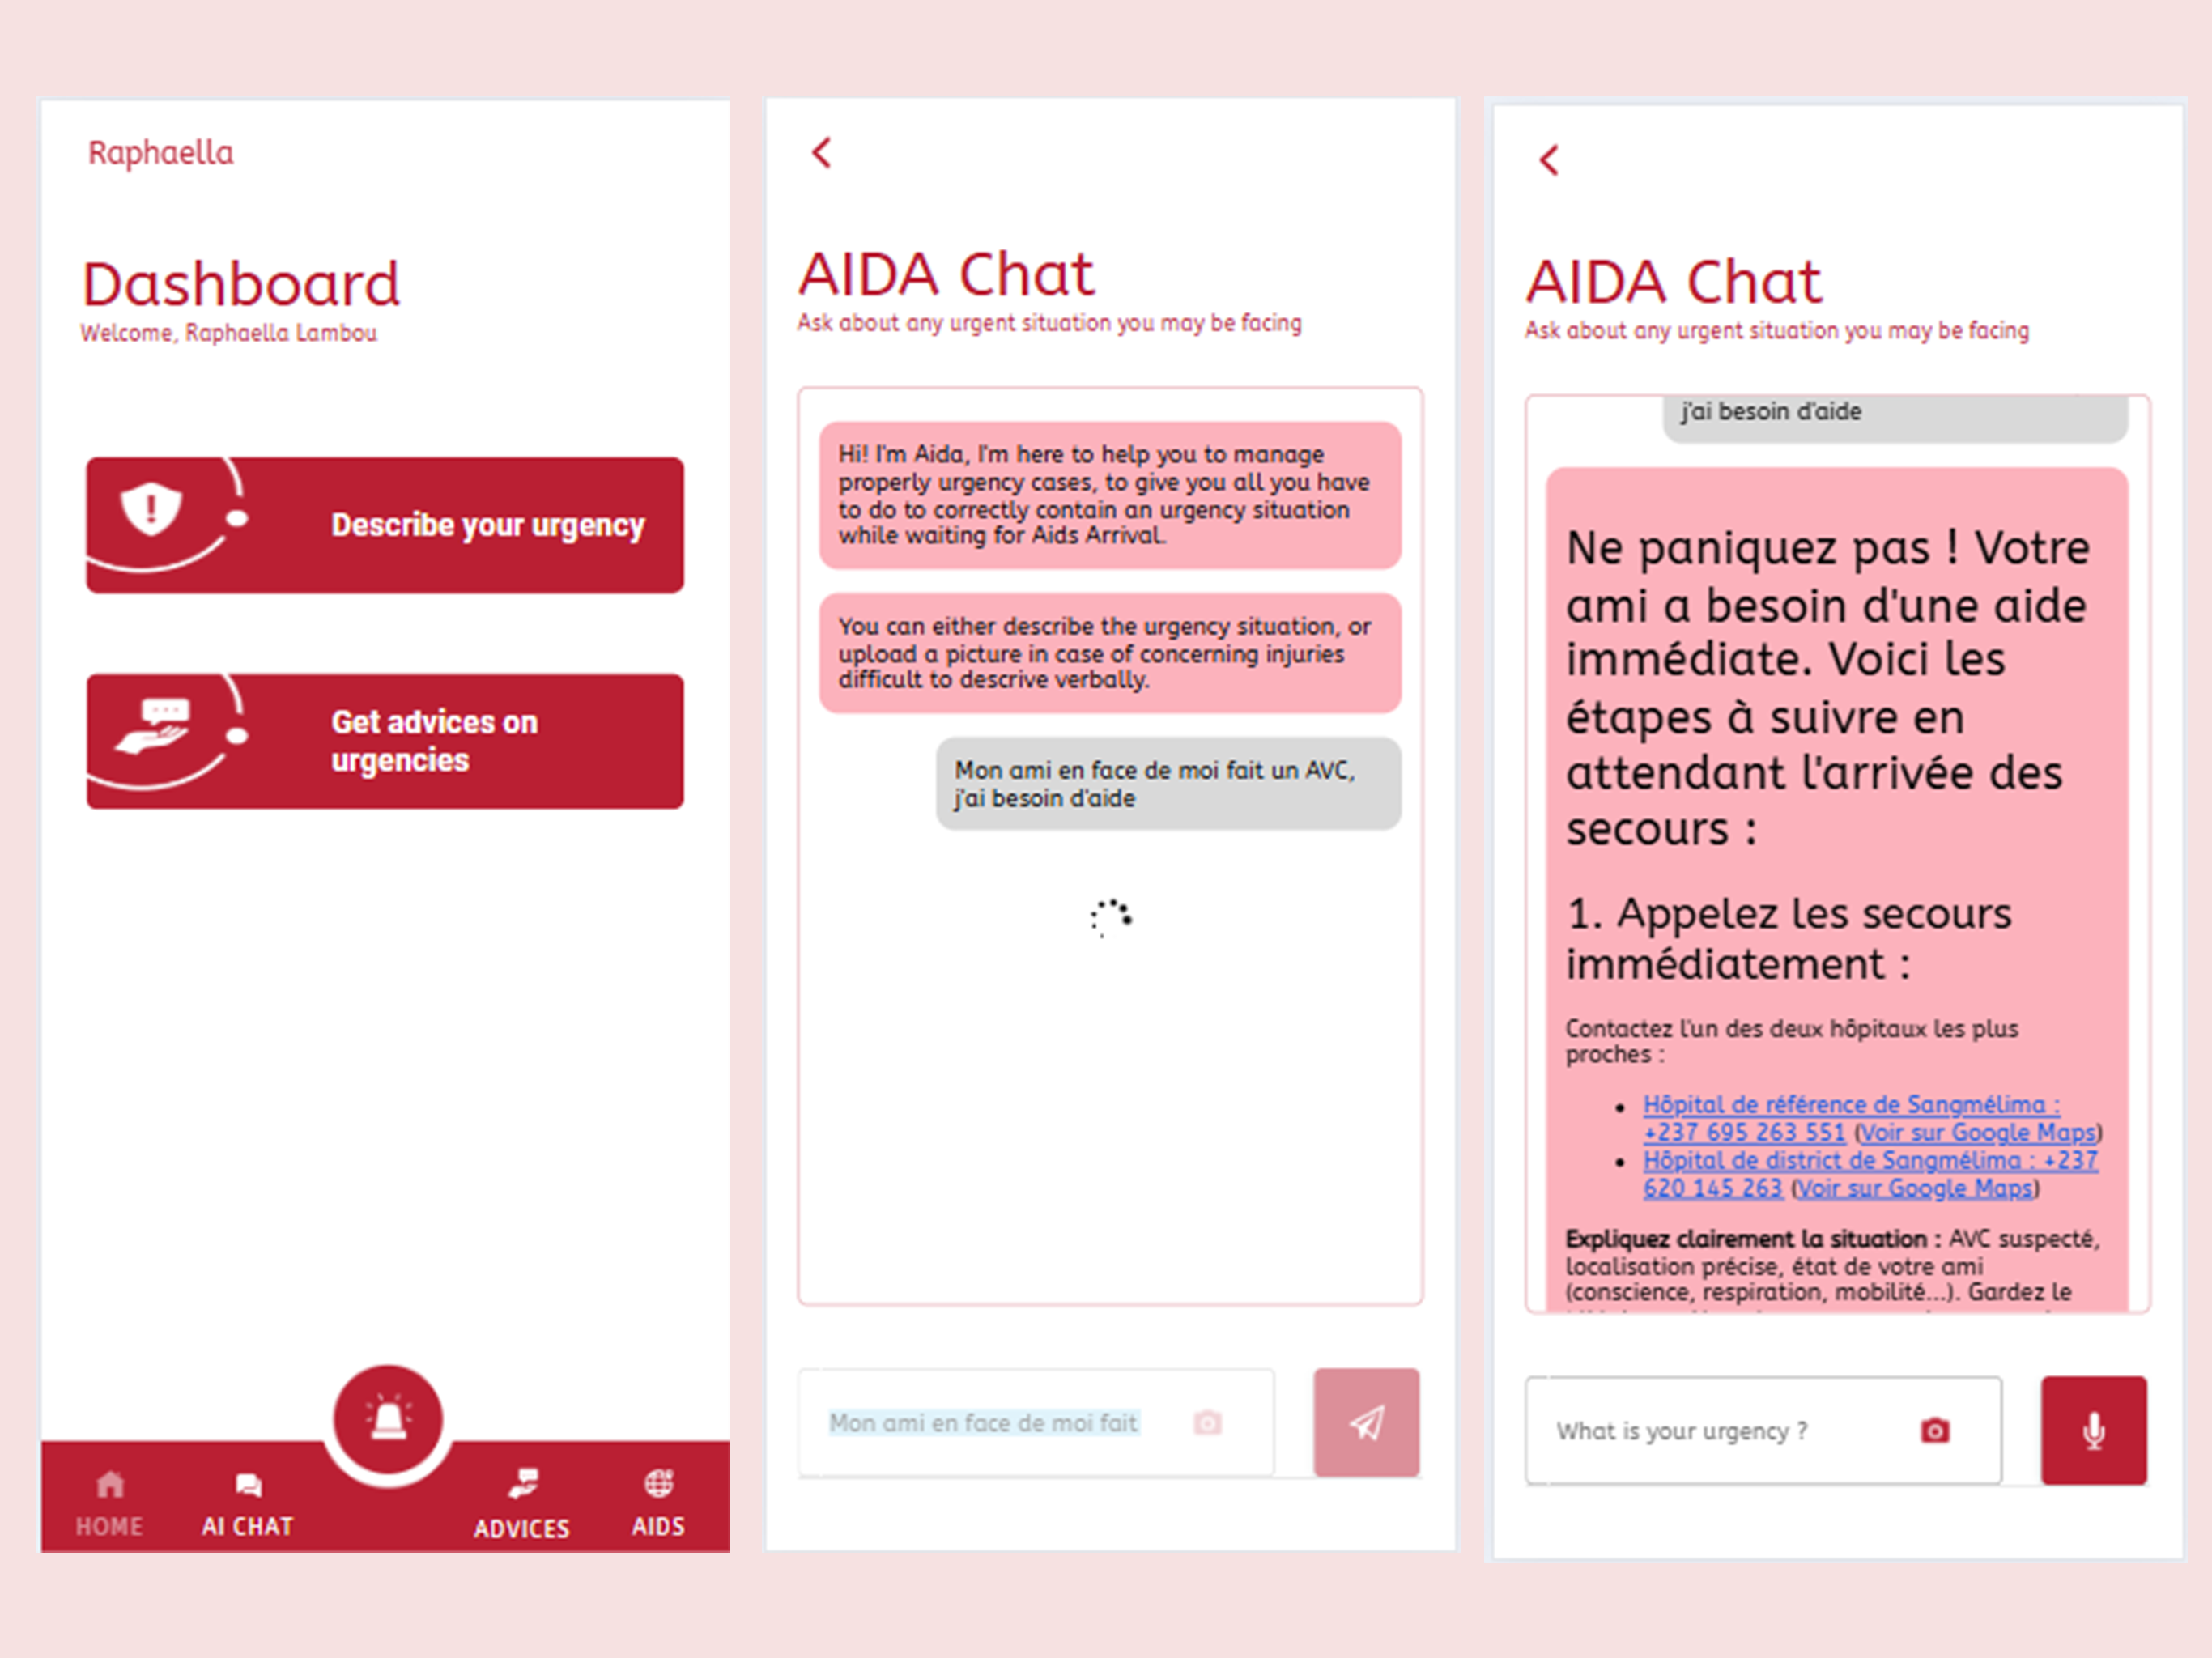 Raphaella
Dashboard
Welcome, Raphaella Lambou
Describe your urgency
Get advices on
urgencies
HOME
AI CHAT
ADVICES
AIDS
AIDA Chat
Ask about any urgent situation you may be facing
Hi! I'm Aida, I'm here to help you to manage
properly urgency cases, to give you all you have
to do to correctly contain an urgency situation
while waiting for Aids Arrival.
You can either describe the urgency situation, or
upload a picture in case of concerning injuries
difficult to descrive verbally.
Mon ami en face de moi fait un AVC,
j'ai besoin d'aide
Mon ami en face de moi fait
AIDA Chat
Ask about any urgent situation you may be facing
j'ai besoin d'aide
Ne paniquez pas ! Votre
ami a besoin d'une aide
immédiate. Voici les
étapes à suivre en
attendant l'arrivée des
secours :
1. Appelez les secours
immédiatement :
Contactez l'un des deux hôpitaux les plus
proches :
• Hôpital de référence de Sangmélima :
+237 695 263 551 (Voir sur Google Maps)
• Hôpital de district de Sangmélima : +237
620 145 263 (Voir sur Google Maps)
Expliquez clairement la situation : AVC suspecté,
localisation précise, état de votre ami
(conscience, respiration, mobilité...). Gardez le
What is your urgency ?